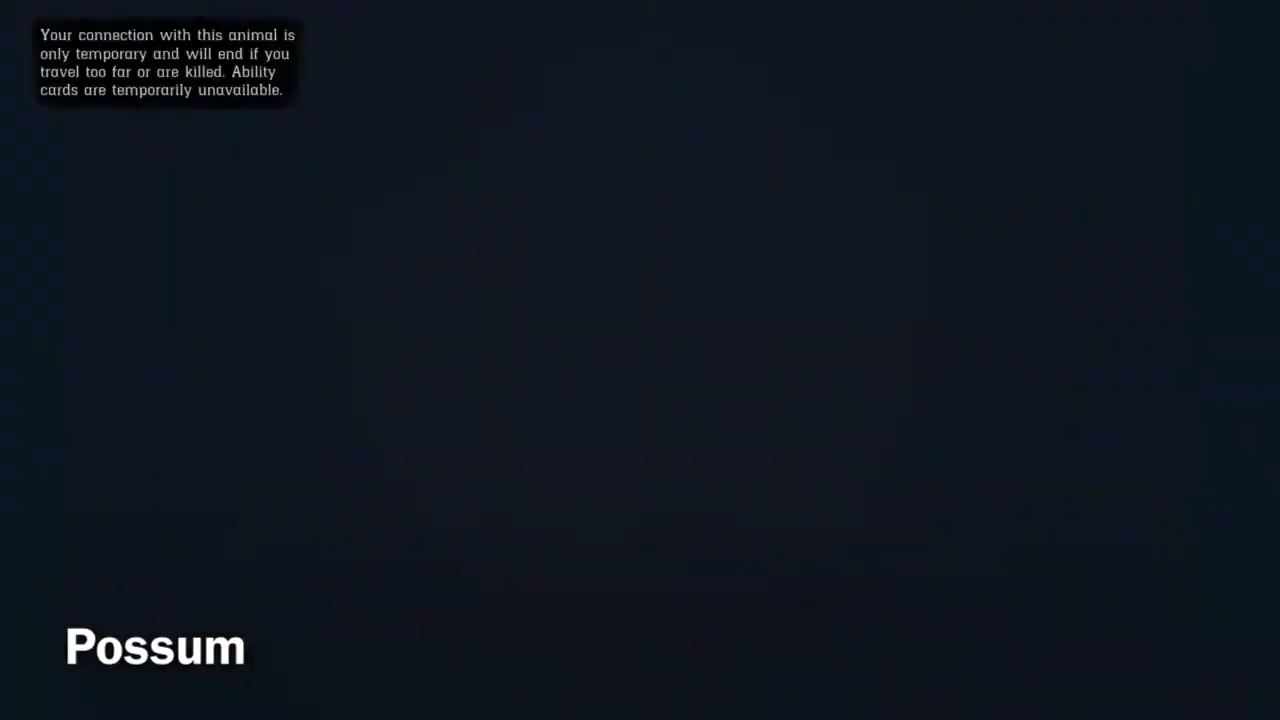 Your connection with this animal is
only temporary and will end if you
travel too far or are killed. Ability
cards are temporarily unavailable.
Possum